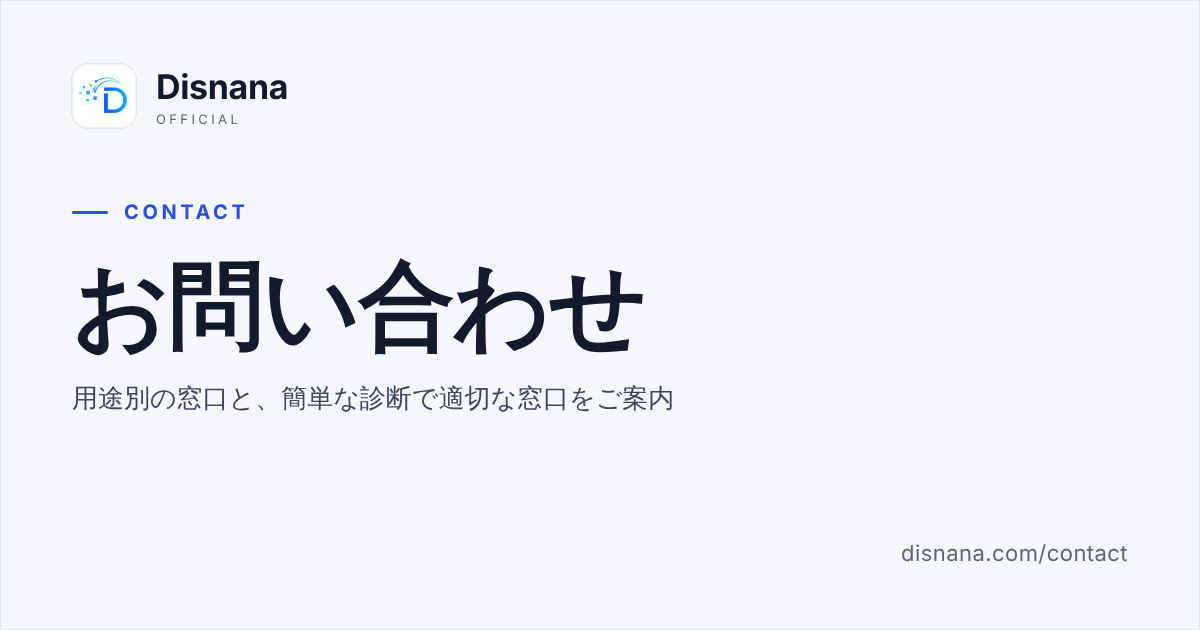 Disnana
OFFICIAL
CONTACT
お問い合わせ
用途別の窓口と、簡単な診断で適切な窓口をご案内
disnana.com/contact